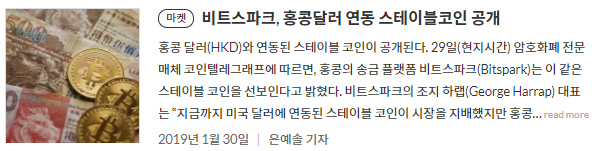 마켓 비트스파크, 홍콩달러 연동 스테이블코인 공개
홍콩 달러(HKD)와 연동된 스테이블 코인이 공개된다. 29일(현지시간) 암호화폐 전문
매체 코인텔레그래프에 따르면, 홍콩의 송금 플랫폼 비트스파크(Bitspark)는 이 같은
스테이블 코인을 선보인다고 밝혔다. 비트스파크의 조지 하랩(George Harrap) 대표
는 “지금까지 미국 달러에 연동된 스테이블 코인이 시장을 지배했지만 홍콩... read more
2019년 1월 30일 | 은예솔 기자